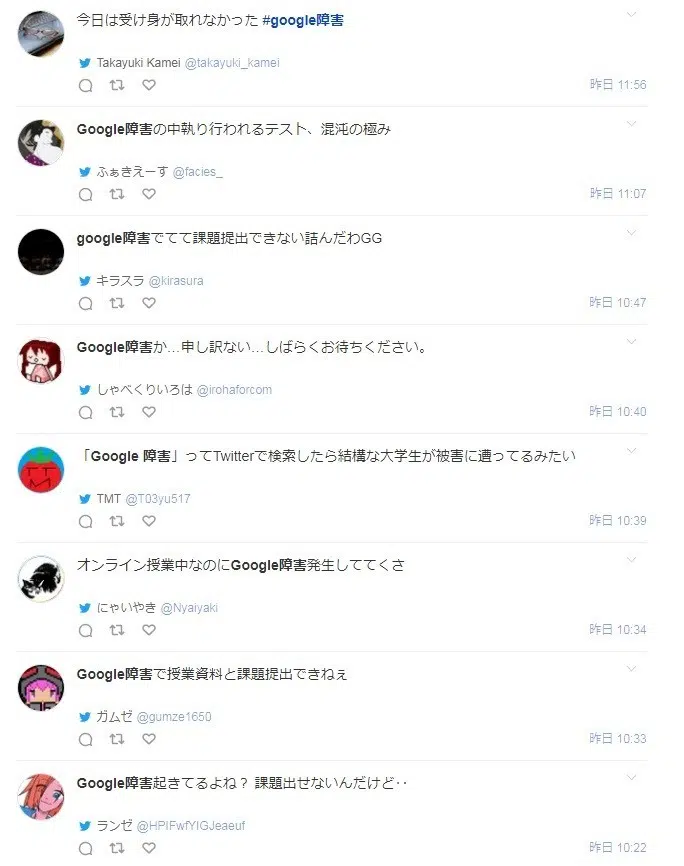 今日は受け身が取れなかった #google障害
Takayuki Kamei @takayuki_kamei
昨日 11:56
Google障害の中執り行われるテスト、混沌の極み
ふぁきえーす @facies_
昨日 11:07
google障害でてて課題提出できない詰んだわGG
キラスラ @kirasura
昨日 10:47
Google障害か…申し訳ない…しばらくお待ちください。
しゃべくりいろは @irohaforcom
昨日 10:40
「Google 障害」ってTwitterで検索したら結構な大学生が被害に遭ってるみたい
TMT @T03yu517
昨日 10:39
オンライン授業中なのにGoogle障害発生しててくさ
にゃいやき @Nyaiyaki
昨日 10:34
Google障害で授業資料と課題提出できねぇ
ガムゼ @gumze1650
昨日 10:33
Google障害起きてるよね？ 課題出せないんだけど‥
ランゼ @HPIFwfYIGJeaeuf
昨日 10:22